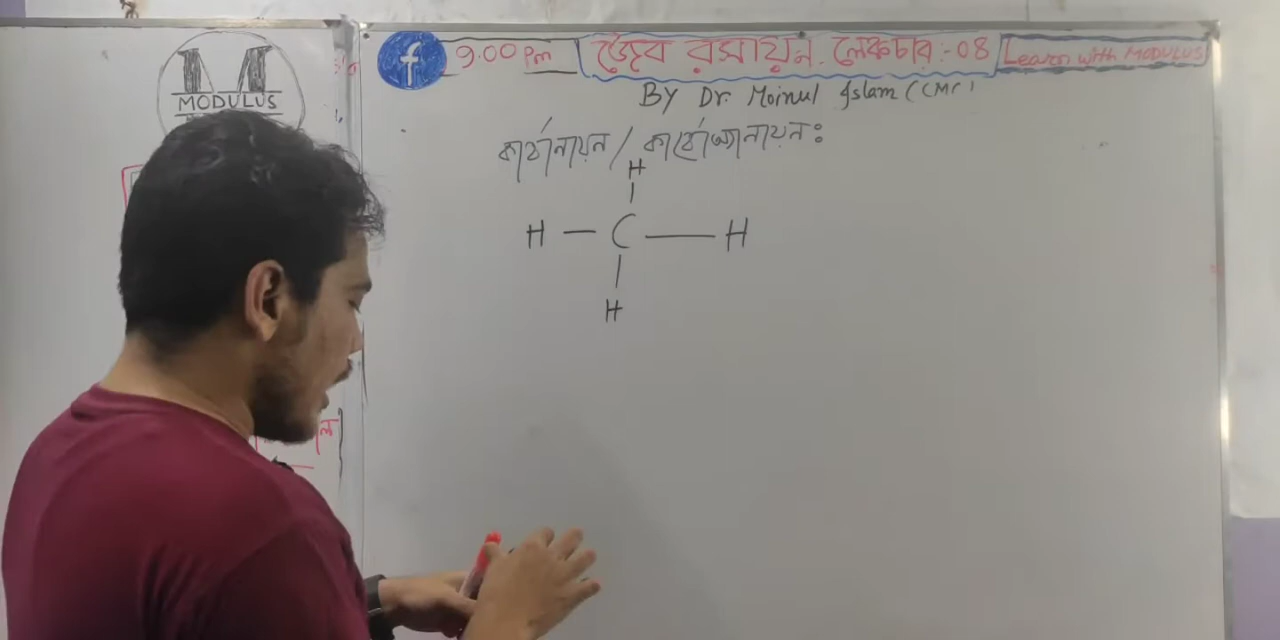 MODULUS
f 9:00 Pm জৈব রসায়ন. লেকচার:-08 Learn with MODULUS
By Dr. Moinul Islam (CMC)
কার্বানায়ন / কার্বোঅ্যানায়ন:
H
H — C — H
H